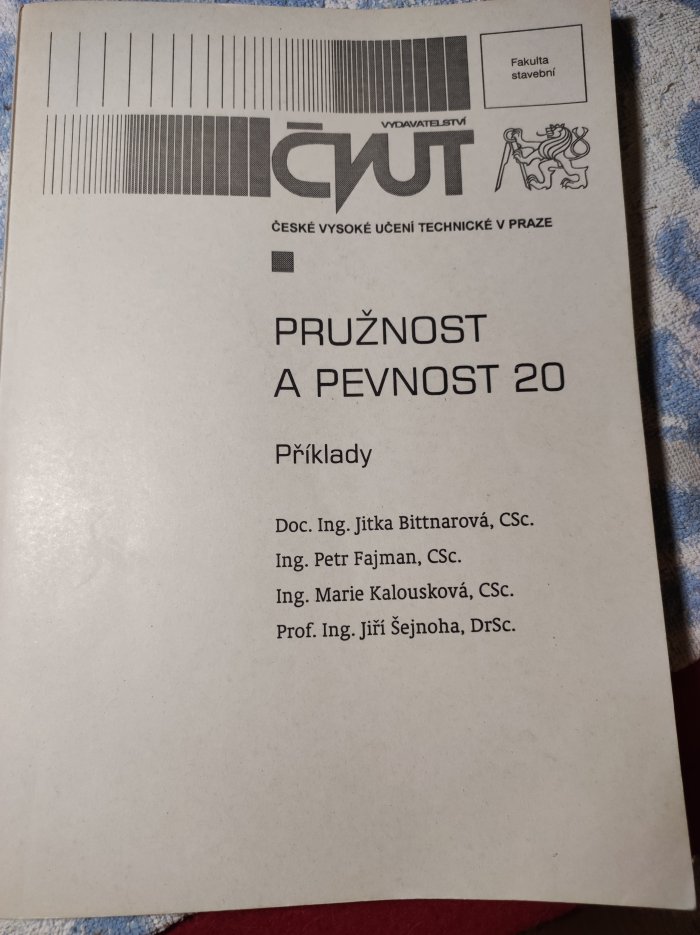 Fakulta
stavební
VYDAVATELSTVÍ
ČVUT
ČESKÉ VYSOKÉ UČENÍ TECHNICKÉ V PRAZE
PRUŽNOST
A PEVNOST 20
Příklady
Doc. Ing. Jitka Bittnarová, CSc.
Ing. Petr Fajman, CSc.
Ing. Marie Kalousková, CSc.
Prof. Ing. Jiří Šejnoha, DrSc.